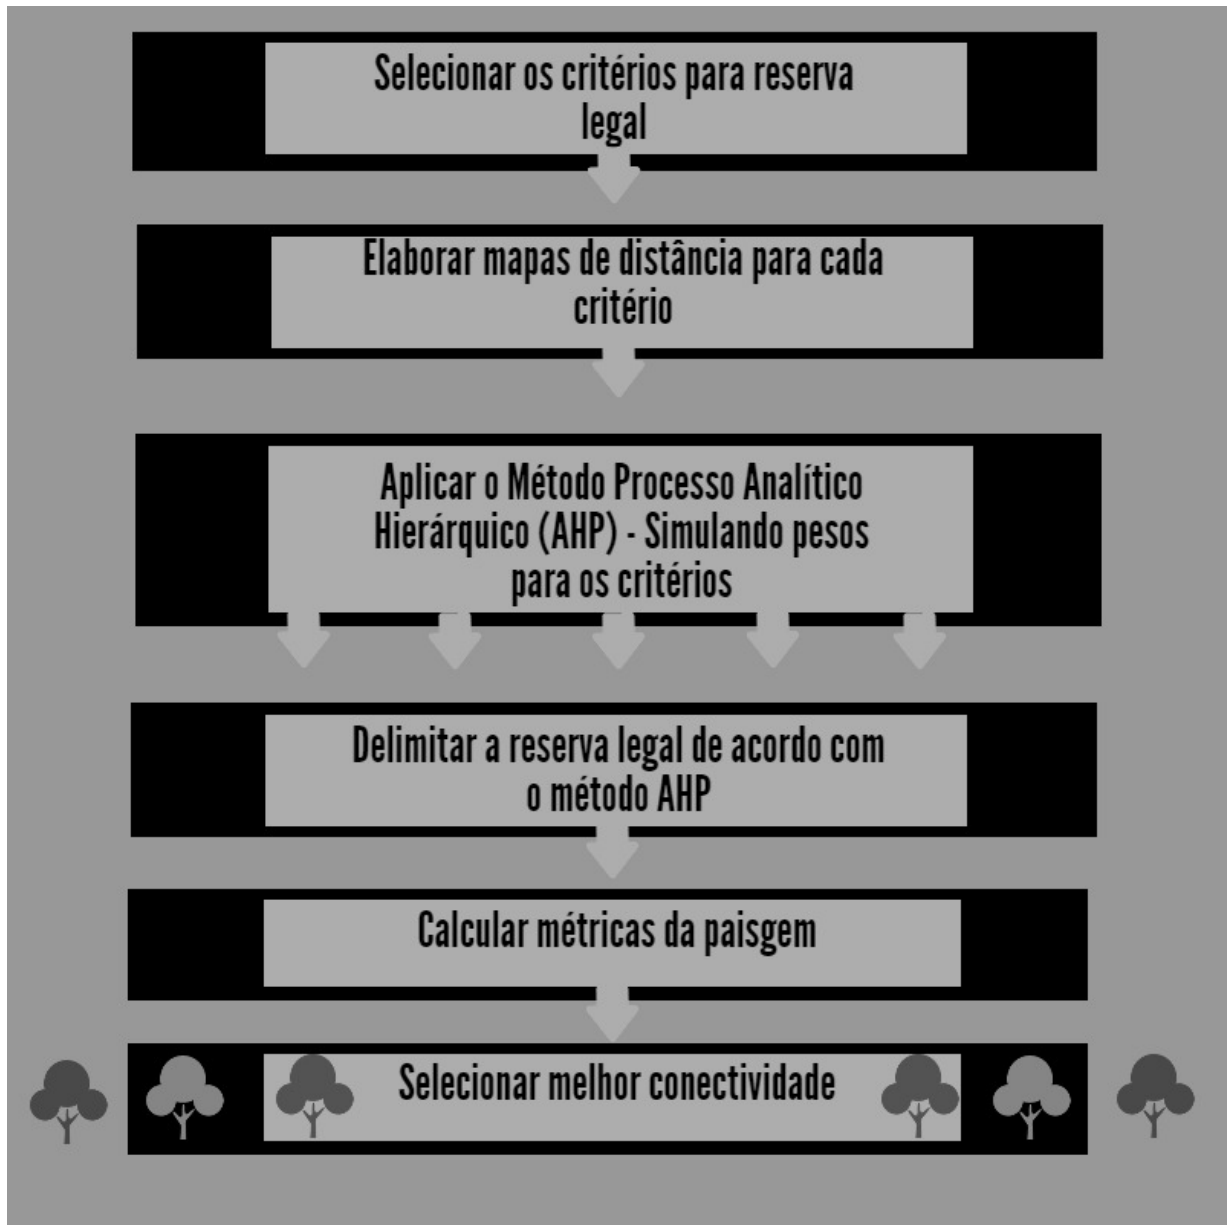 Selecionar os critérios para reserva
legal
Elaborar mapas de distância para cada
critério
Aplicar o Método Processo Analítico
Hierárquico (AHP) - Simulando pesos
para os critérios
Delimitar a reserva legal de acordo com
o método AHP
Calcular métricas da paisgem
Selecionar melhor conectividade